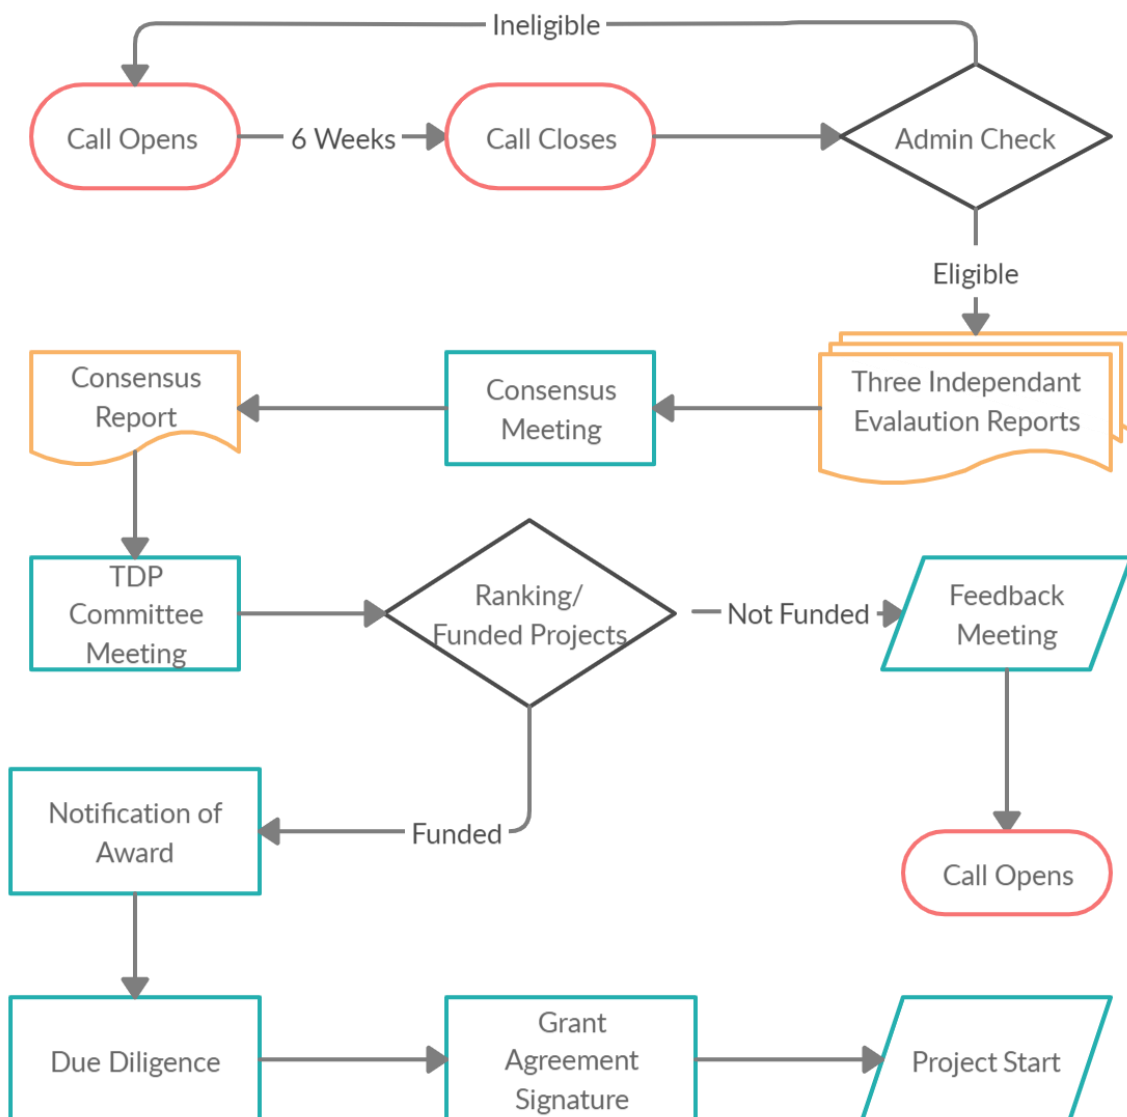 Ineligible
Call Opens
6 Weeks
Call Closes
Admin Check
Eligible
Three Independant
Evalaution Reports
Consensus
Meeting
Consensus
Report
TDP
Committee
Meeting
Ranking/
Funded Projects
Not Funded
Feedback
Meeting
Call Opens
Funded
Notification of
Award
Due Diligence
Grant
Agreement
Signature
Project Start